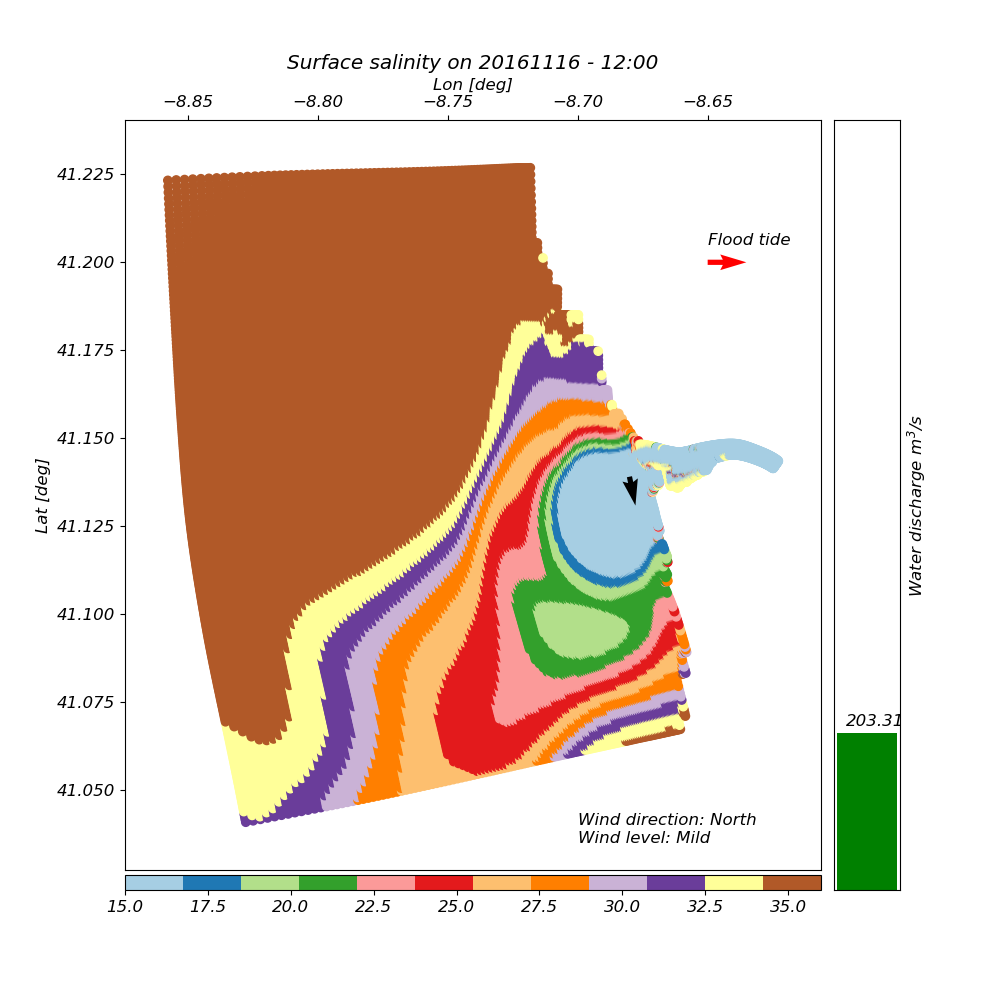 Surface salinity on 20161116 - 12:00
Lon [deg]
−8.85 −8.80 −8.75 −8.70 −8.65
41.225
41.200
41.175
41.150
41.125
41.100
41.075
41.050
Lat [deg]
Flood tide
Wind direction: North
Wind level: Mild
203.31
Water discharge m³/s
15.0 17.5 20.0 22.5 25.0 27.5 30.0 32.5 35.0